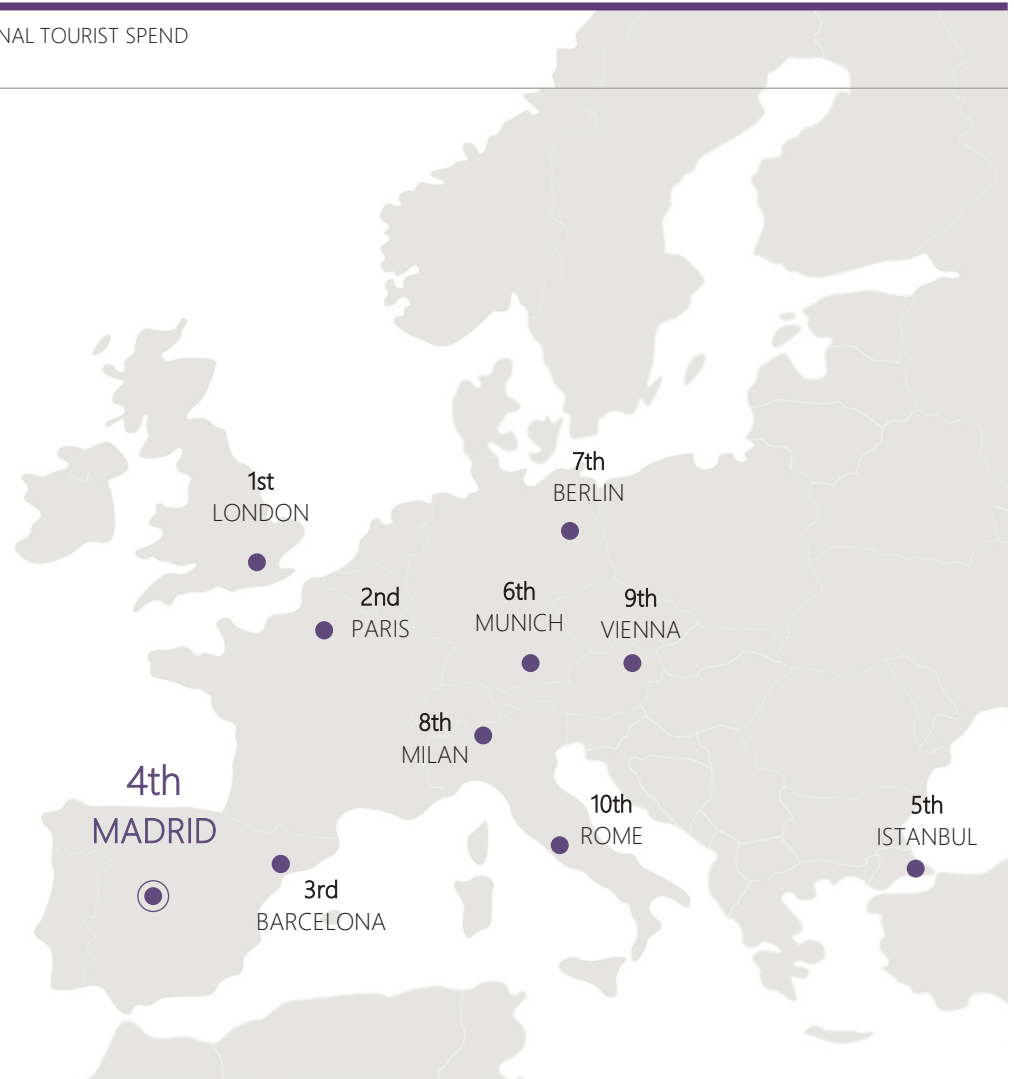 NAL TOURIST SPEND
7th
BERLIN
1st
LONDON
2nd
PARIS
6th
MUNICH
9th
VIENNA
8th
MILAN
4th
MADRID
10th
ROME
5th
ISTANBUL
3rd
BARCELONA